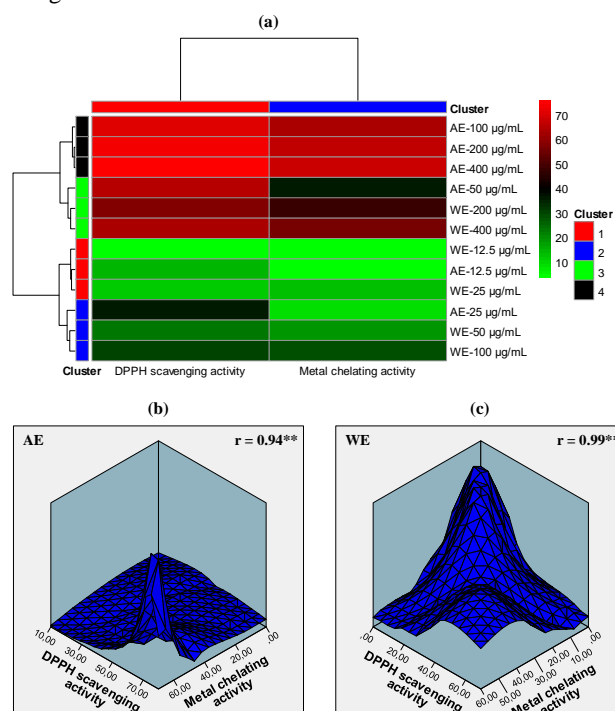 (a)
Cluster
AE-100 µg/mL
AE-200 µg/mL
AE-400 µg/mL
AE-50 µg/mL
WE-200 µg/mL
WE-400 µg/mL
WE-12.5 µg/mL
AE-12.5 µg/mL
WE-25 µg/mL
AE-25 µg/mL
WE-50 µg/mL
WE-100 µg/mL
70
60
50
40
30
20
10
Cluster
1
2
3
4
Cluster DPPH scavenging activity Metal chelating activity
(b)
AE r = 0.94**
10.00
30.00
50.00
70.00
DPPH scavenging
activity
60.00
40.00
20.00
.00
Metal chelating
activity
(c)
WE r = 0.99**
.00
20.00
40.00
60.00
DPPH scavenging
activity
60.00
50.00
40.00
30.00
20.00
10.00
.00
Metal chelating
activity